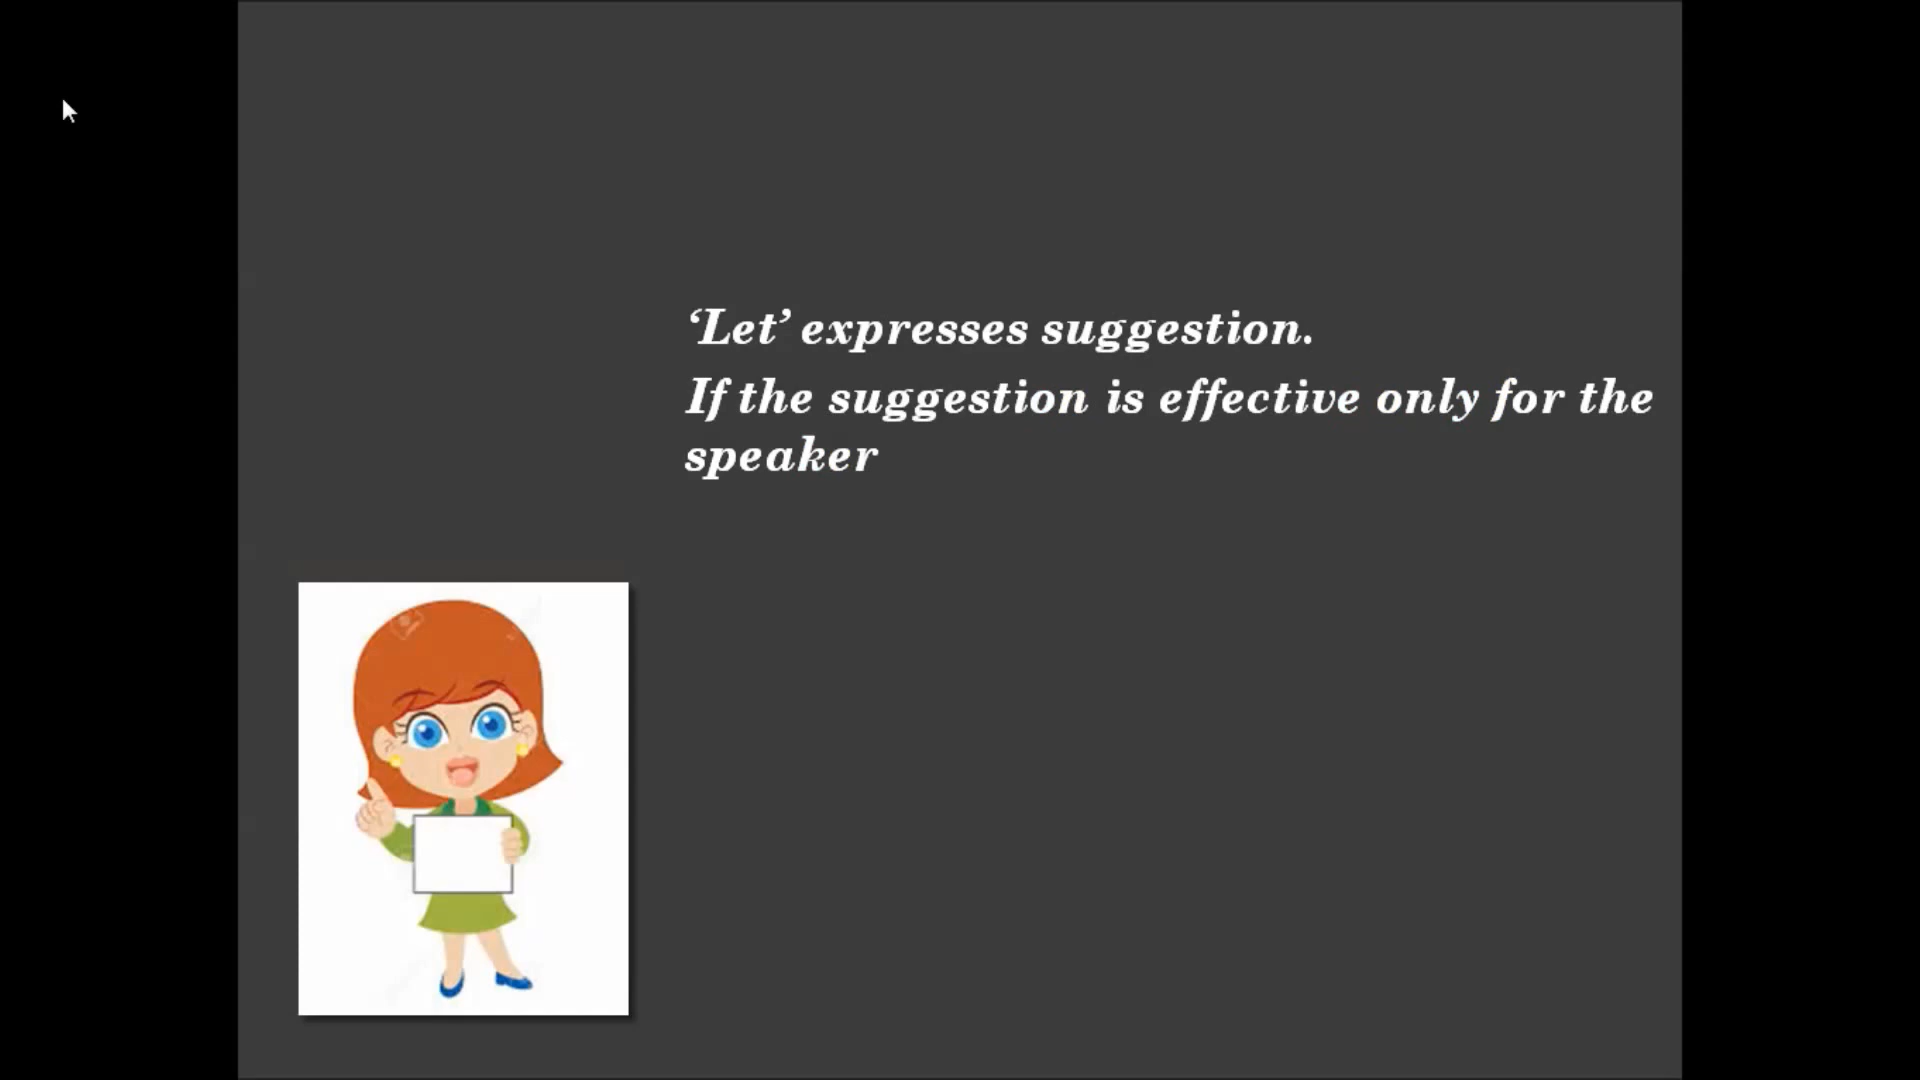 ‘Let’ expresses suggestion.
If the suggestion is effective only for the
speaker